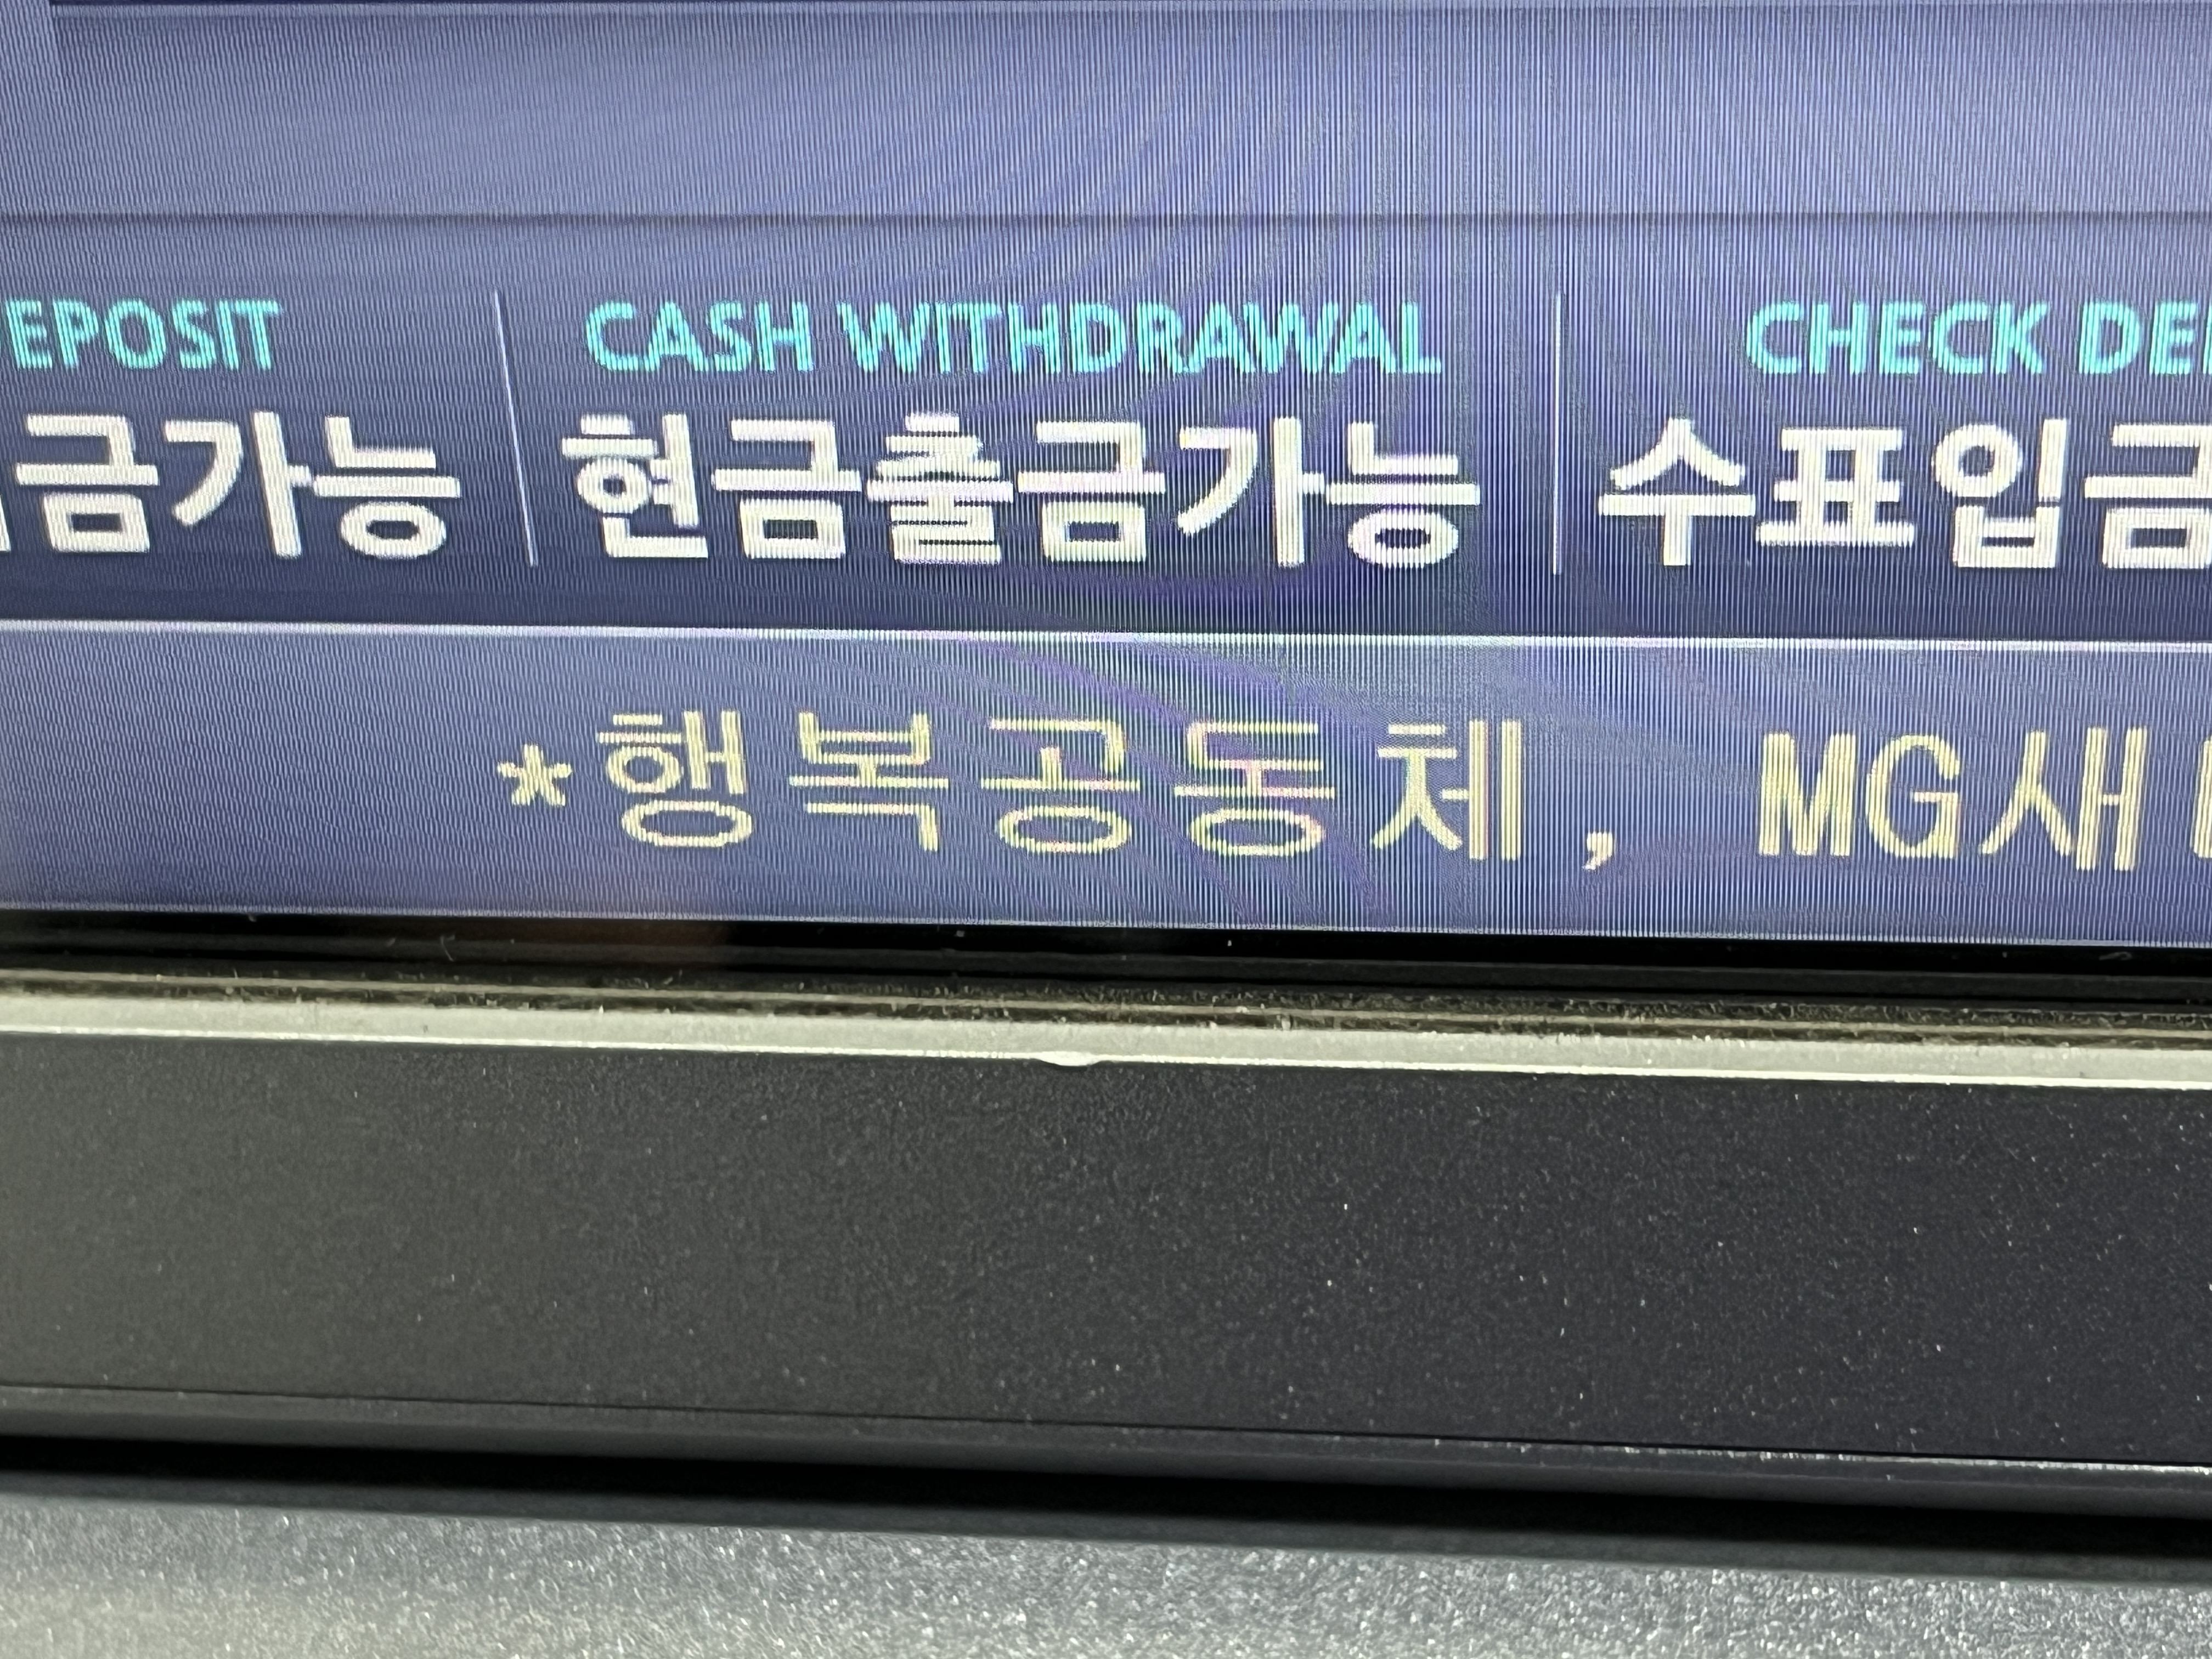 EPOSIT CASH WITHDRAWAL CHECK DE
금가능 현금출금가능 수표입금
*행복공동체, MG새